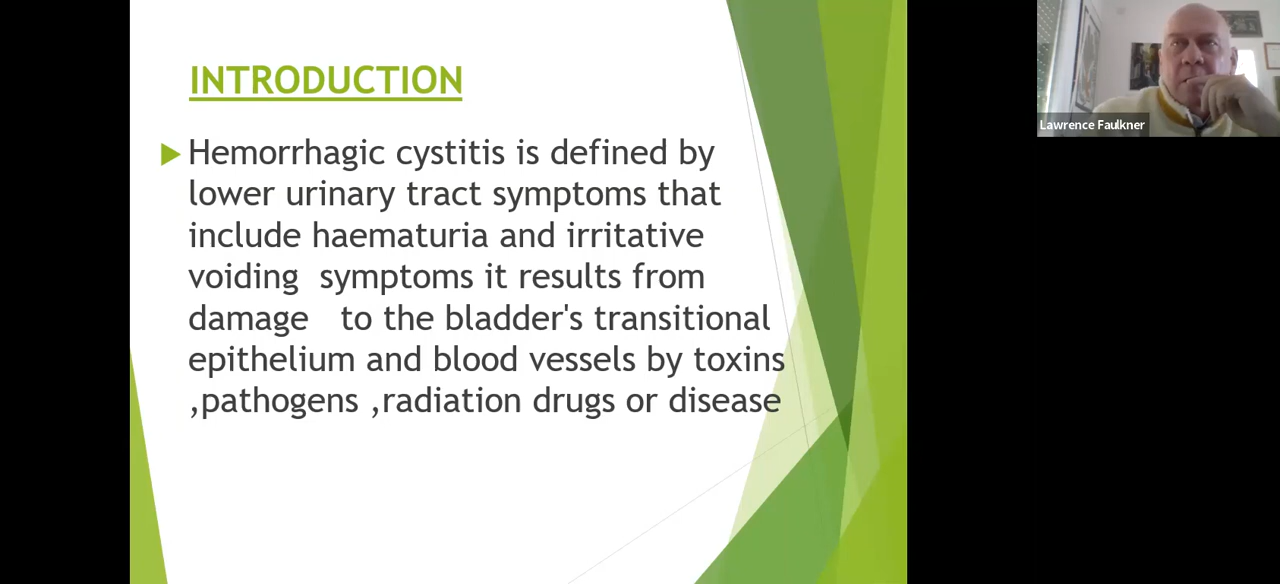 INTRODUCTION
Hemorrhagic cystitis is defined by
lower urinary tract symptoms that
include haematuria and irritative
voiding  symptoms it results from
damage   to the bladder's transitional
epithelium and blood vessels by toxins
,pathogens ,radiation drugs or disease
Lawrence Faulkner